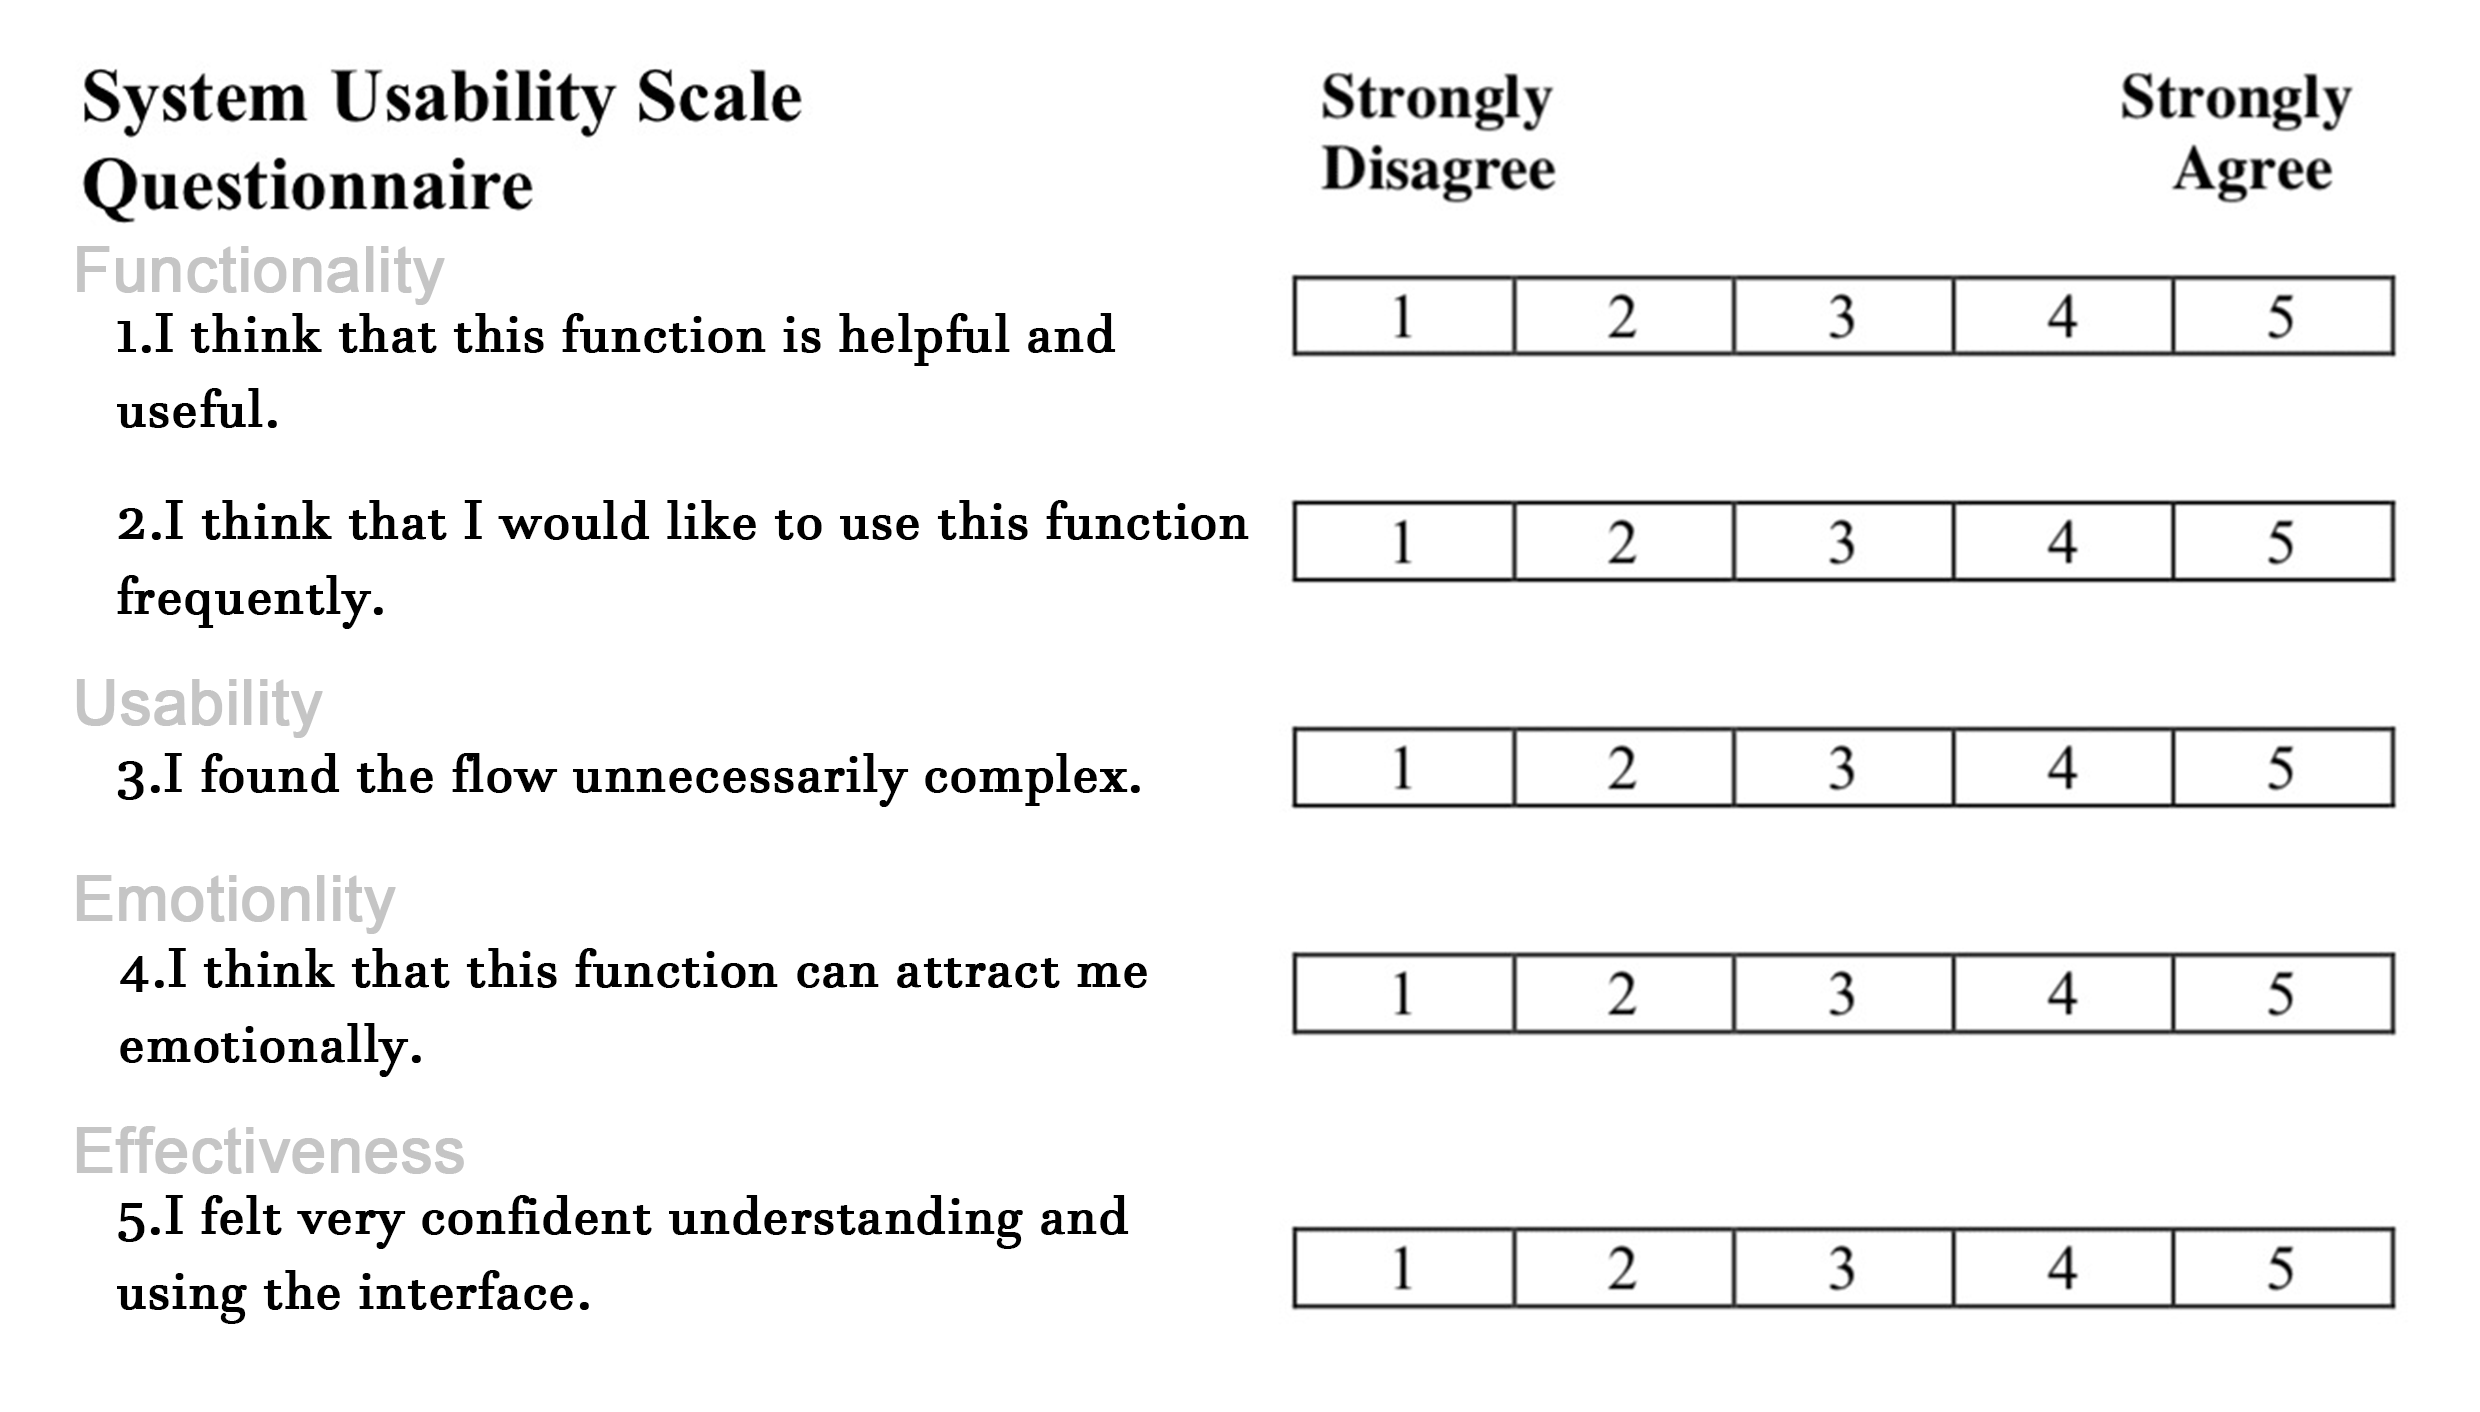 System Usability Scale
Questionnaire
Strongly
Disagree
Strongly
Agree
Functionality
1.I think that this function is helpful and
useful.
1 2 3 4 5
2.I think that I would like to use this function
frequently.
1 2 3 4 5
Usability
3.I found the flow unnecessarily complex.
1 2 3 4 5
Emotionlity
4.I think that this function can attract me
emotionally.
1 2 3 4 5
Effectiveness
5.I felt very confident understanding and
using the interface.
1 2 3 4 5